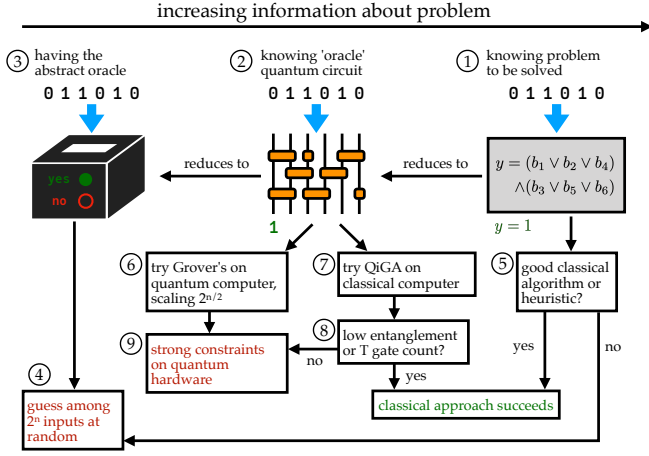 increasing information about problem
③ having the
abstract oracle
0 1 1 0 1 0
② knowing 'oracle'
quantum circuit
0 1 1 0 1 0
① knowing problem
to be solved
0 1 1 0 1 0
yes
no
reduces to
1
reduces to
y = (b₁ ∨ b₂ ∨ b₄)
∧(b₃ ∨ b₅ ∨ b₆)
y = 1
⑥ try Grover's on
quantum computer,
scaling 2ⁿ/²
⑦ try QiGA on
classical computer
⑤ good classical
algorithm or
heuristic?
⑨ strong constraints
on quantum
hardware
no
⑧ low entanglement
or T gate count?
yes
yes
no
④
guess among
2ⁿ inputs at
random
classical approach succeeds